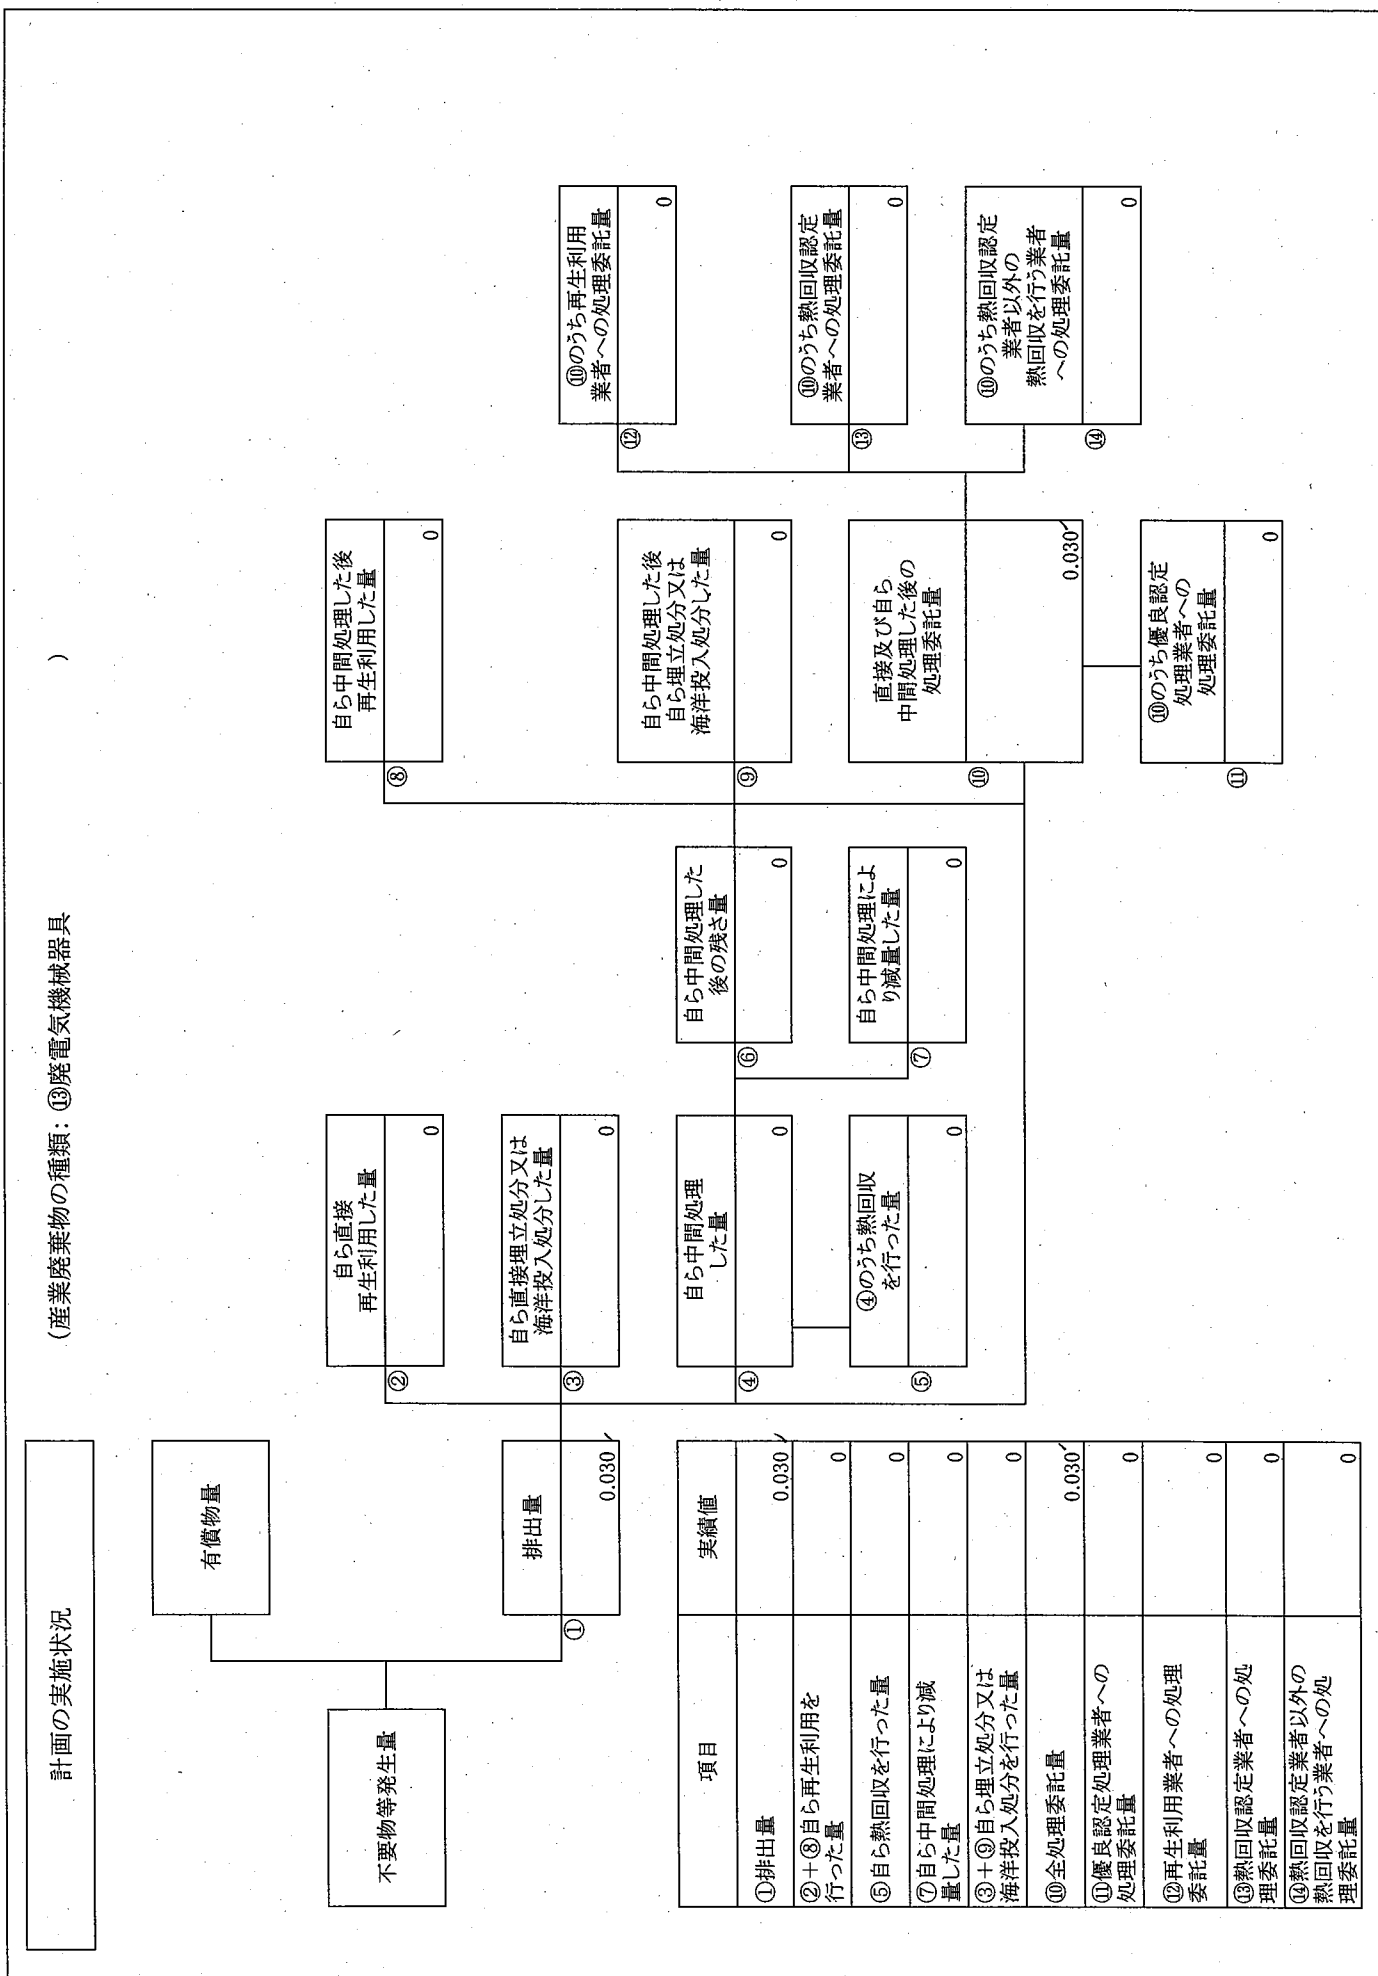 計画の実施状況
(産業廃棄物の種類：⑬廃電気機械器具 )
不要物等発生量
有償物量
①
排出量
0.030
②
自ら直接
再生利用した量
0
③
自ら直接埋立処分又は
海洋投入処分した量
0
④
自ら中間処理
した量
0
⑤
④のうち熱回収
を行った量
0
⑥
自ら中間処理した
後の残さ量
0
⑦
自ら中間処理によ
り減量した量
0
⑧
自ら中間処理した後
再生利用した量
0
⑨
自ら中間処理した後
自ら埋立処分又は
海洋投入処分した量
0
⑩
直接及び自ら
中間処理した後の
処理委託量
0.030
⑪
⑩のうち優良認定
処理業者への
処理委託量
0
⑫
⑩のうち再生利用
業者への処理委託量
0
⑬
⑩のうち熱回収認定
業者への処理委託量
0
⑭
⑩のうち熱回収認定
業者以外の
熱回収を行う業者
への処理委託量
0
項目 実績値
①排出量 0.030
②＋⑧自ら再生利用を
行った量 0
⑤自ら熱回収を行った量 0
⑦自ら中間処理により減
量した量 0
③＋⑨自ら埋立処分又は
海洋投入処分を行った量 0
⑩全処理委託量 0.030
⑪優良認定処理業者への
処理委託量 0
⑫再生利用業者への処理
委託量 0
⑬熱回収認定業者への処
理委託量 0
⑭熱回収認定業者以外の
熱回収を行う業者への処
理委託量 0